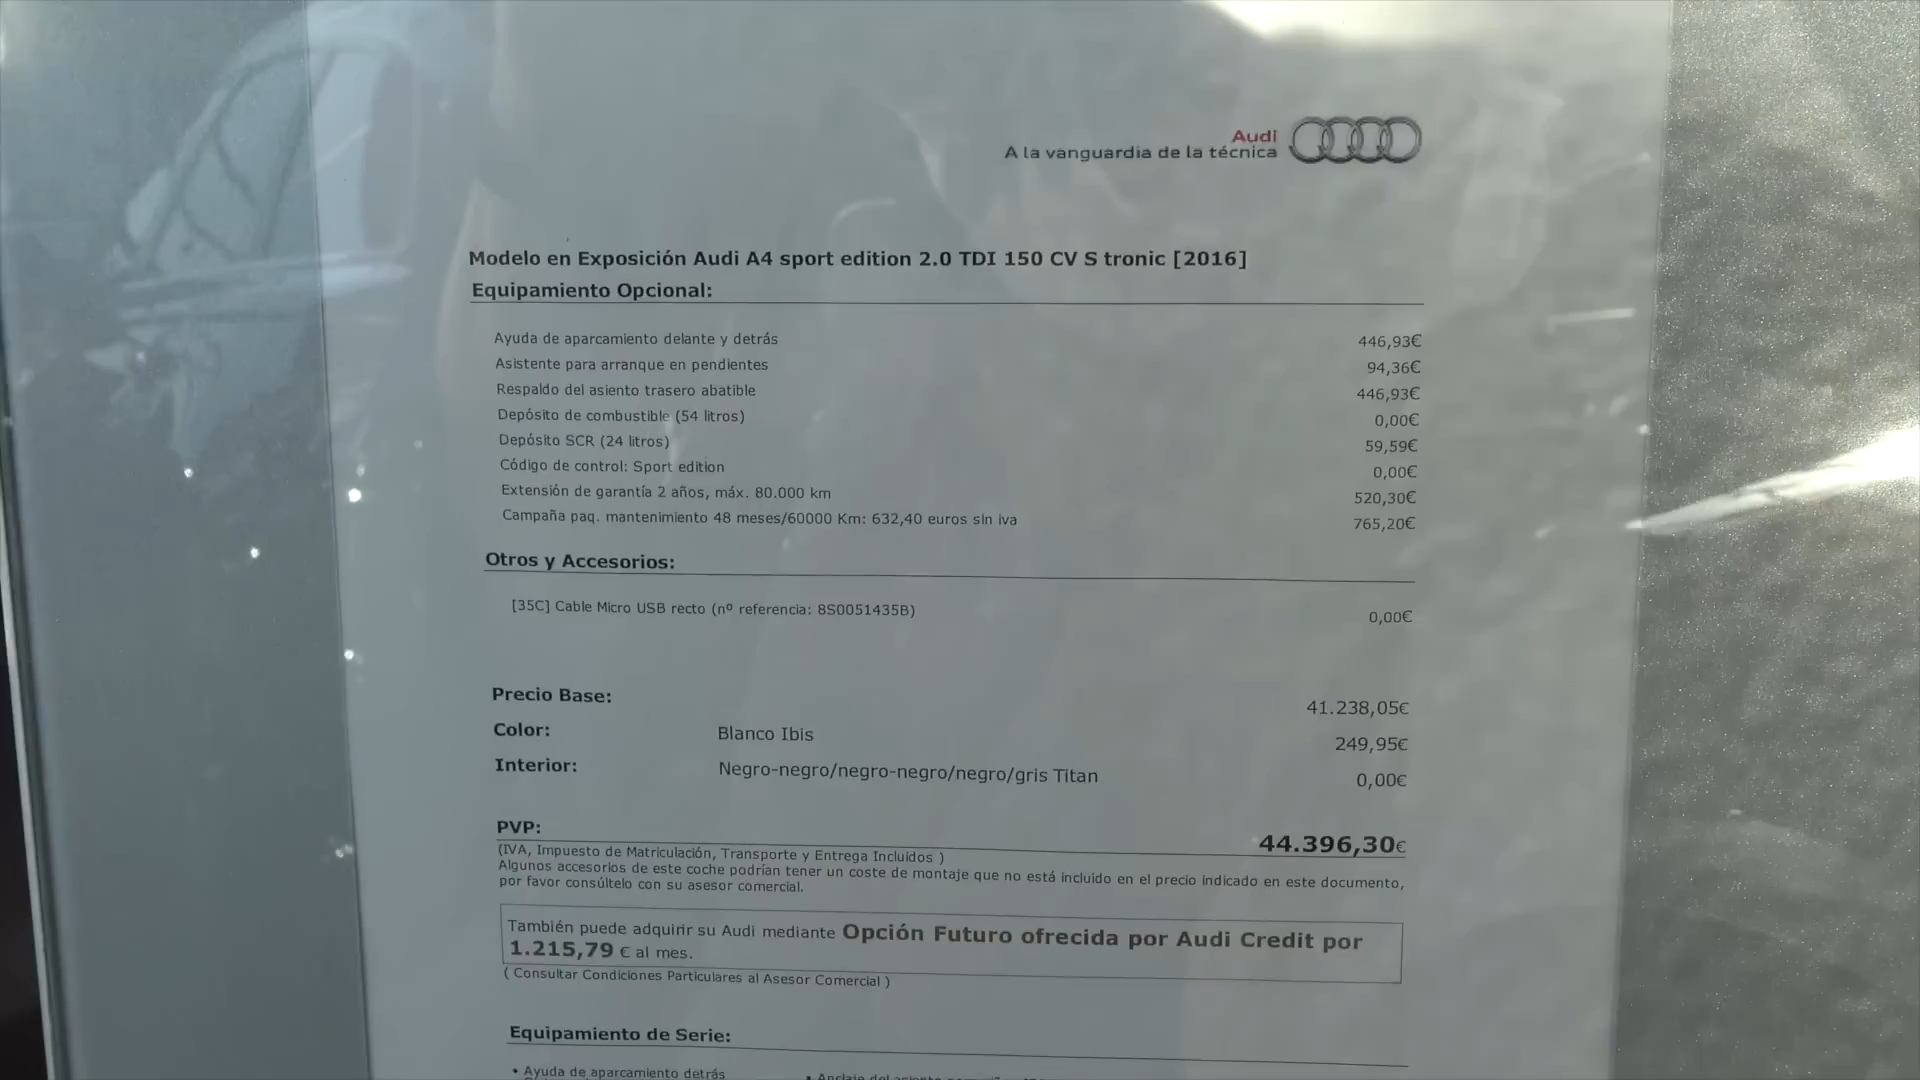 Audi
A la vanguardia de la técnica
Modelo en Exposición Audi A4 sport edition 2.0 TDI 150 CV S tronic [2016]
Equipamiento Opcional:
Ayuda de aparcamiento delante y detrás 446,93€
Asistente para arranque en pendientes 94,36€
Respaldo del asiento trasero abatible 446,93€
Depósito de combustible (54 litros) 0,00€
Depósito SCR (24 litros) 59,59€
Código de control: Sport edition 0,00€
Extensión de garantía 2 años, máx. 80.000 km 520,30€
Campaña paq. mantenimiento 48 meses/60000 Km: 632,40 euros sin iva 765,20€
Otros y Accesorios:
[35C] Cable Micro USB recto (nº referencia: 8S0051435B) 0,00€
Precio Base: 41.238,05€
Color: Blanco Ibis 249,95€
Interior: Negro-negro/negro-negro/negro/gris Titan 0,00€
PVP: 44.396,30€
(IVA, Impuesto de Matriculación, Transporte y Entrega Incluidos )
Algunos accesorios de este coche podrían tener un coste de montaje que no está incluido en el precio indicado en este documento,
por favor consúltelo con su asesor comercial.
También puede adquirir su Audi mediante Opción Futuro ofrecida por Audi Credit por
1.215,79 € al mes.
( Consultar Condiciones Particulares al Asesor Comercial )
Equipamiento de Serie:
• Ayuda de aparcamiento detrás • Anclaje del asiento